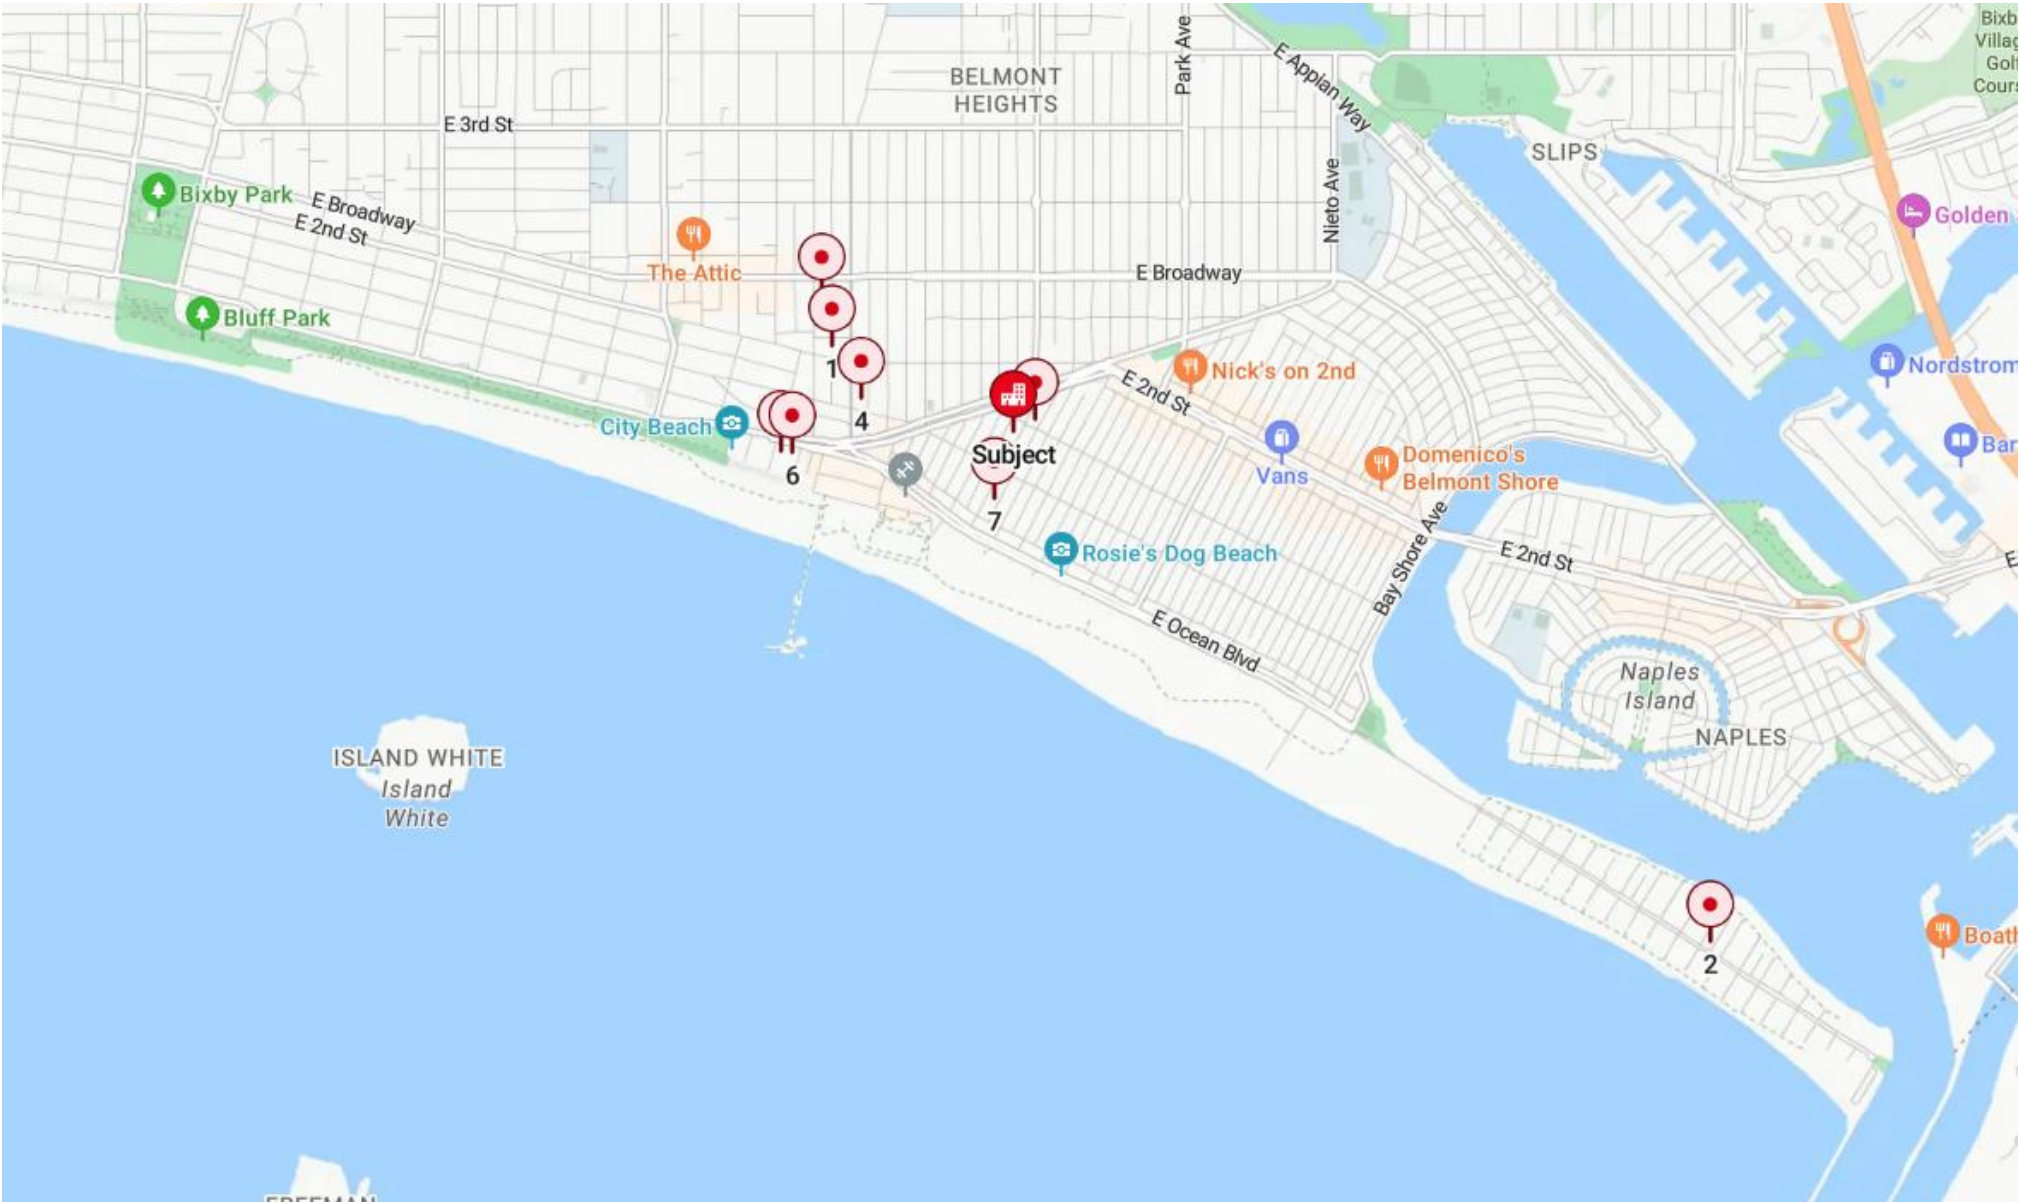 Bixb
Villag
Golf
Cours
Park Ave
E Appian Way
BELMONT
HEIGHTS
E 3rd St
SLIPS
Bixby Park
E Broadway
E 2nd St
Nieto Ave
Golden
The Attic
E Broadway
Bluff Park
1
Nick's on 2nd
Nordstrom
E 2nd St
4
City Beach
Subject
6
Vans
Domenico's
Belmont Shore
Bar
7
Rosie's Dog Beach
Bay Shore Ave
E 2nd St
E
E Ocean Blvd
Naples
Island
NAPLES
ISLAND WHITE
Island
White
2
Boath
FREEMAN